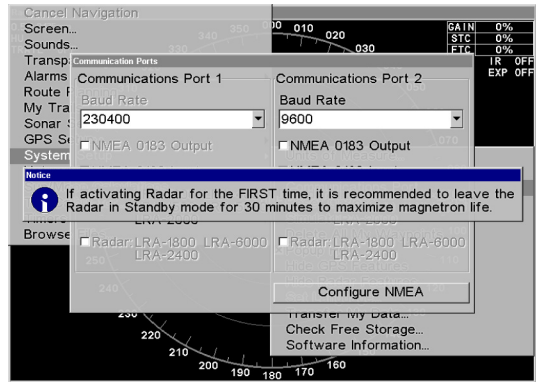 Cancel Navigation
Screen...
Sounds...
Transp
Alarms
Route P
My Tra
Sonar S
GPS Se
System
Browse
340
350
000
010
020
030
050
070
GAIN 0%
STC 0%
FTC 0%
IR OFF
EXP OFF
Communication Ports
Communications Port 1
Baud Rate
230400
NMEA 0183 Output
Radar: LRA-1800 LRA-6000
LRA-2400
Communications Port 2
Baud Rate
9600
NMEA 0183 Output
Radar: LRA-1800 LRA-6000
LRA-2400
Configure NMEA
Notice
If activating Radar for the FIRST time, it is recommended to leave the
Radar in Standby mode for 30 minutes to maximize magnetron life.
Transfer My Data...
Check Free Storage...
Software Information...
250
240
230
220
210
200
190
180
170
160